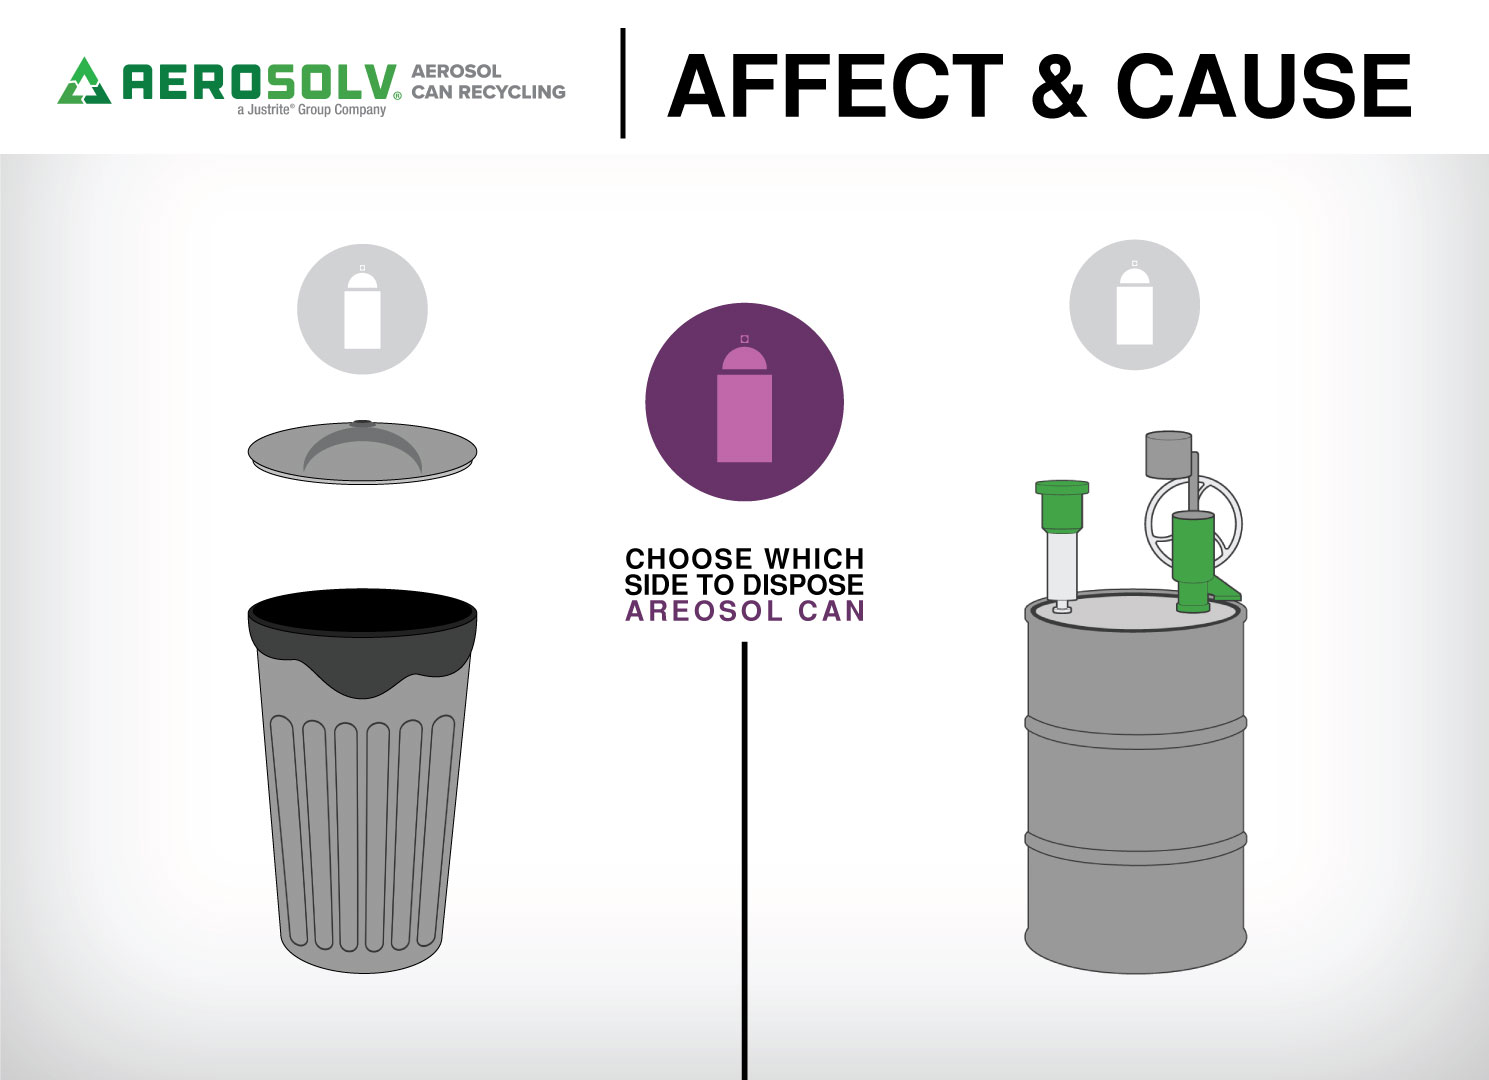 AEROSOLV® AEROSOL
CAN RECYCLING
a Justrite® Group Company
AFFECT & CAUSE
CHOOSE WHICH
SIDE TO DISPOSE
AREOSOL CAN